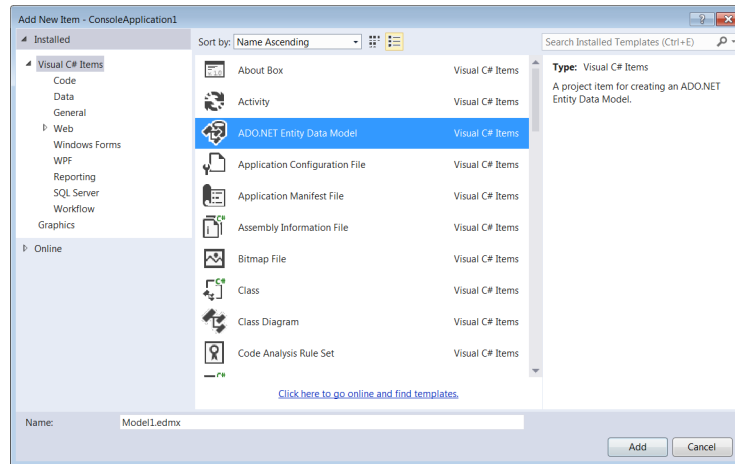 Add New Item - ConsoleApplication1
Installed
Sort by: Name Ascending
Search Installed Templates (Ctrl+E)
Visual C# Items
Code
Data
General
Web
Windows Forms
WPF
Reporting
SQL Server
Workflow
Graphics
Online
About Box Visual C# Items
Activity Visual C# Items
ADO.NET Entity Data Model Visual C# Items
Application Configuration File Visual C# Items
Application Manifest File Visual C# Items
Assembly Information File Visual C# Items
Bitmap File Visual C# Items
Class Visual C# Items
Class Diagram Visual C# Items
Code Analysis Rule Set Visual C# Items
Click here to go online and find templates.
Type: Visual C# Items
A project item for creating an ADO.NET
Entity Data Model.
Name: Model1.edmx
Add Cancel